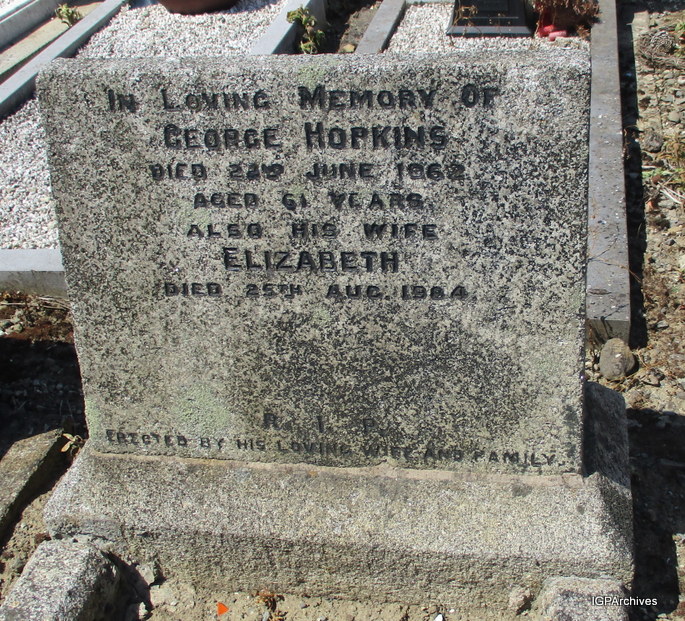 In Loving Memory Of
George Hopkins
Died June 1962
Aged 61 Years
Also His Wife
Elizabeth
Died 25th Aug. 1984.
R. I. P.
Erected by his loving wife and family.
IGPArchives